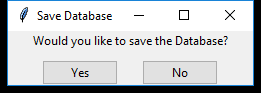 Save Database
Would you like to save the Database?
Yes
No